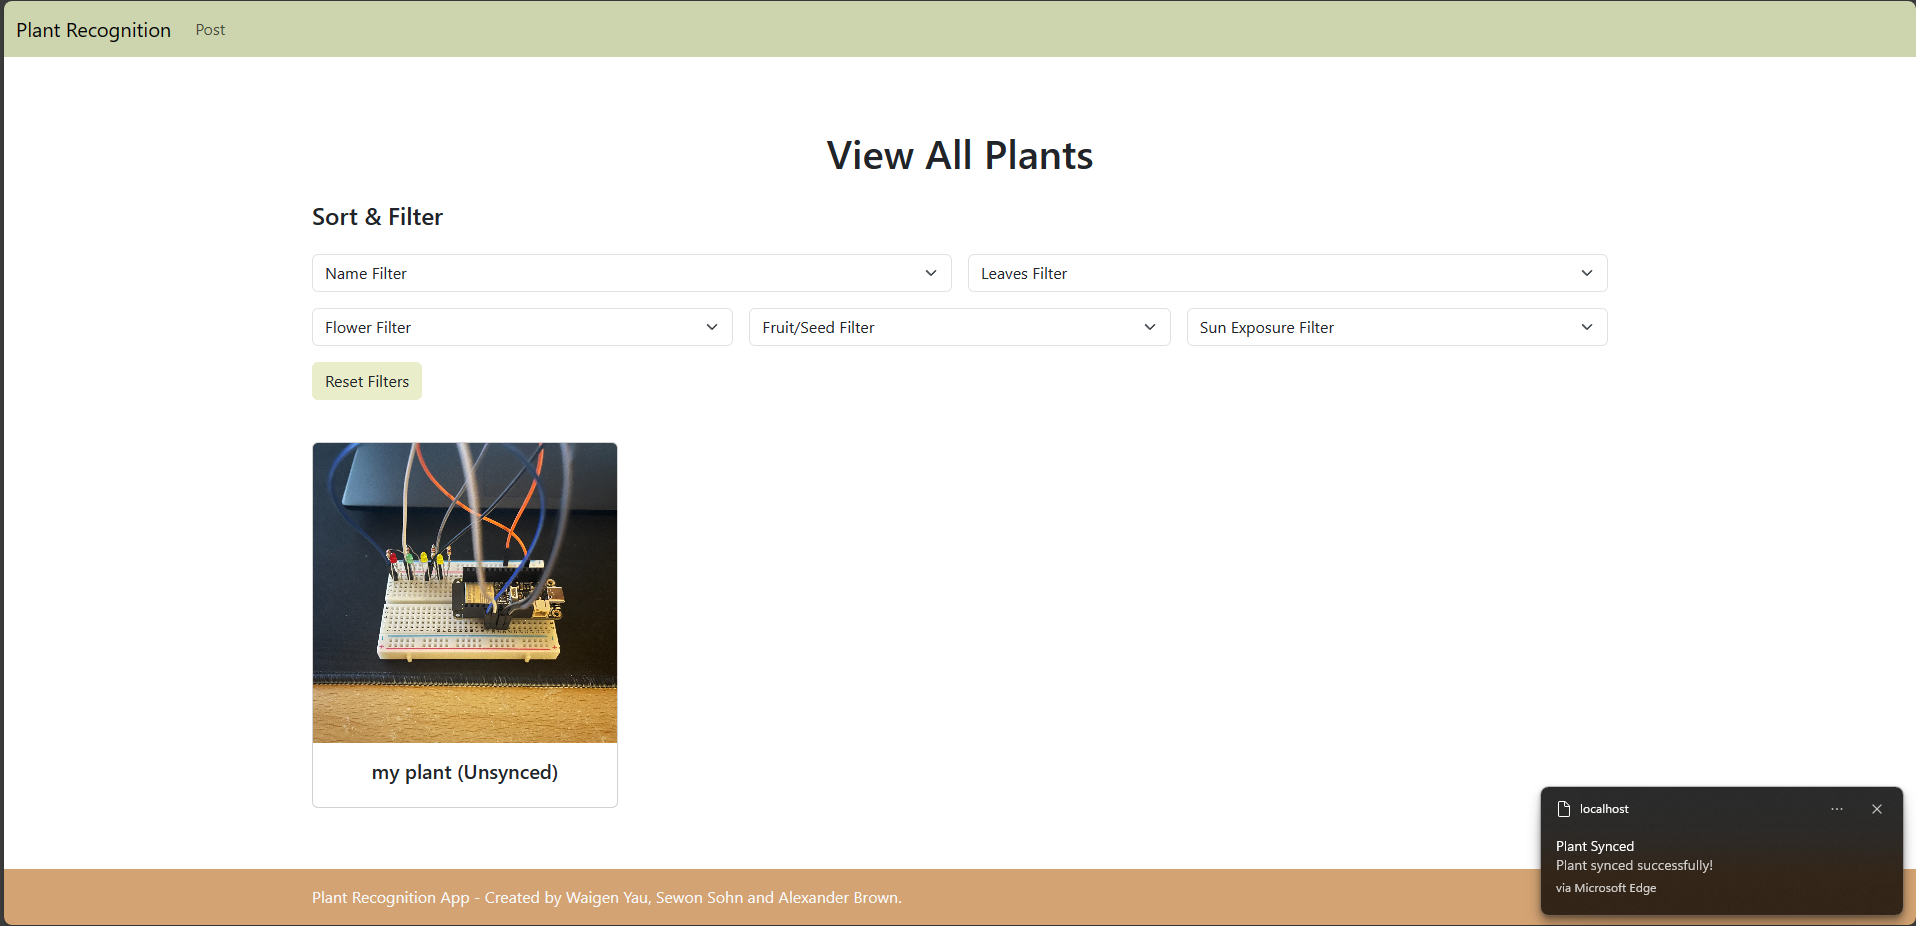 Plant Recognition Post
View All Plants
Sort & Filter
Name Filter
Leaves Filter
Flower Filter
Fruit/Seed Filter
Sun Exposure Filter
Reset Filters
my plant (Unsynced)
localhost
Plant Synced
Plant synced successfully!
via Microsoft Edge
Plant Recognition App - Created by Waigen Yau, Sewon Sohn and Alexander Brown.